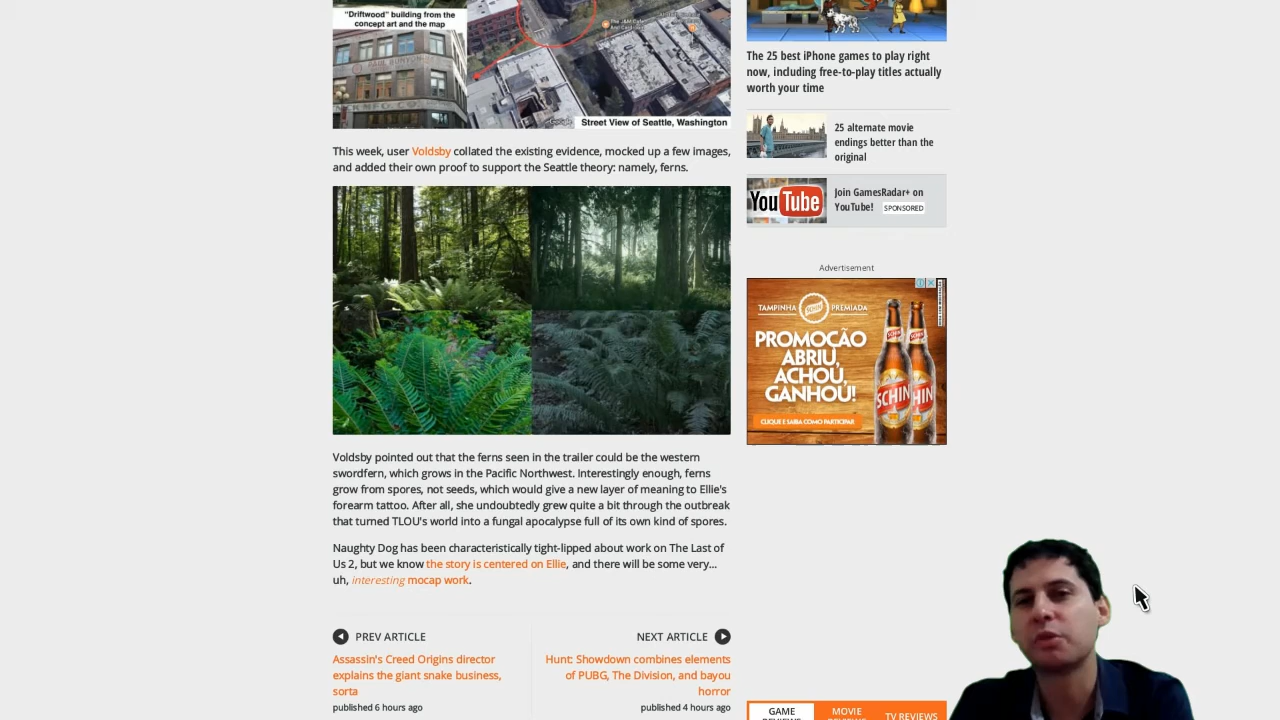 "Driftwood" building from the
concept art and the map
Google
Street View of Seattle, Washington
This week, user Voldsby collated the existing evidence, mocked up a few images,
and added their own proof to support the Seattle theory: namely, ferns.
Voldsby pointed out that the ferns seen in the trailer could be the western
swordfern, which grows in the Pacific Northwest. Interestingly enough, ferns
grow from spores, not seeds, which would give a new layer of meaning to Ellie's
forearm tattoo. After all, she undoubtedly grew quite a bit through the outbreak
that turned TLOU's world into a fungal apocalypse full of its own kind of spores.
Naughty Dog has been characteristically tight-lipped about work on The Last of
Us 2, but we know the story is centered on Ellie, and there will be some very...
uh, interesting mocap work.
PREV ARTICLE
Assassin's Creed Origins director
explains the giant snake business,
sorta
published 6 hours ago
NEXT ARTICLE
Hunt: Showdown combines elements
of PUBG, The Division, and bayou
horror
published 4 hours ago
The 25 best iPhone games to play right
now, including free-to-play titles actually
worth your time
25 alternate movie
endings better than the
original
YouTube
Join GamesRadar+ on
YouTube! SPONSORED
Advertisement
TAMPINHA SCHIN PREMIADA
PROMOÇÃO
ABRIU,
ACHOU,
GANHOU!
CLIQUE E SAIBA COMO PARTICIPAR
SCHIN
GAME
REVIEWS
MOVIE
REVIEWS
TV REVIEWS